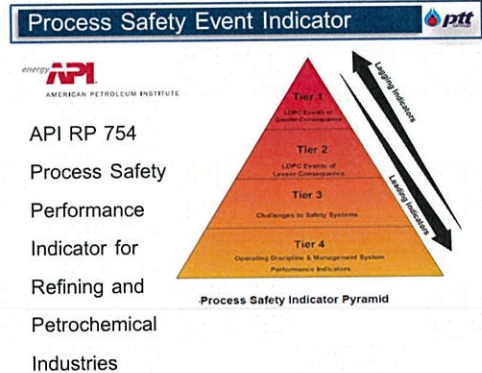 Process Safety Event Indicator
ptt
energy API
AMERICAN PETROLEUM INSTITUTE
API RP 754
Process Safety
Performance
Indicator for
Refining and
Petrochemical
Industries
Tier 1
LOPC Events of
Greater Consequence
Tier 2
LOPC Events of
Lesser Consequence
Tier 3
Challenges to Safety Systems
Tier 4
Operating Discipline & Management System
Performance Indicators
Lagging Indicators
Leading Indicators
Process Safety Indicator Pyramid